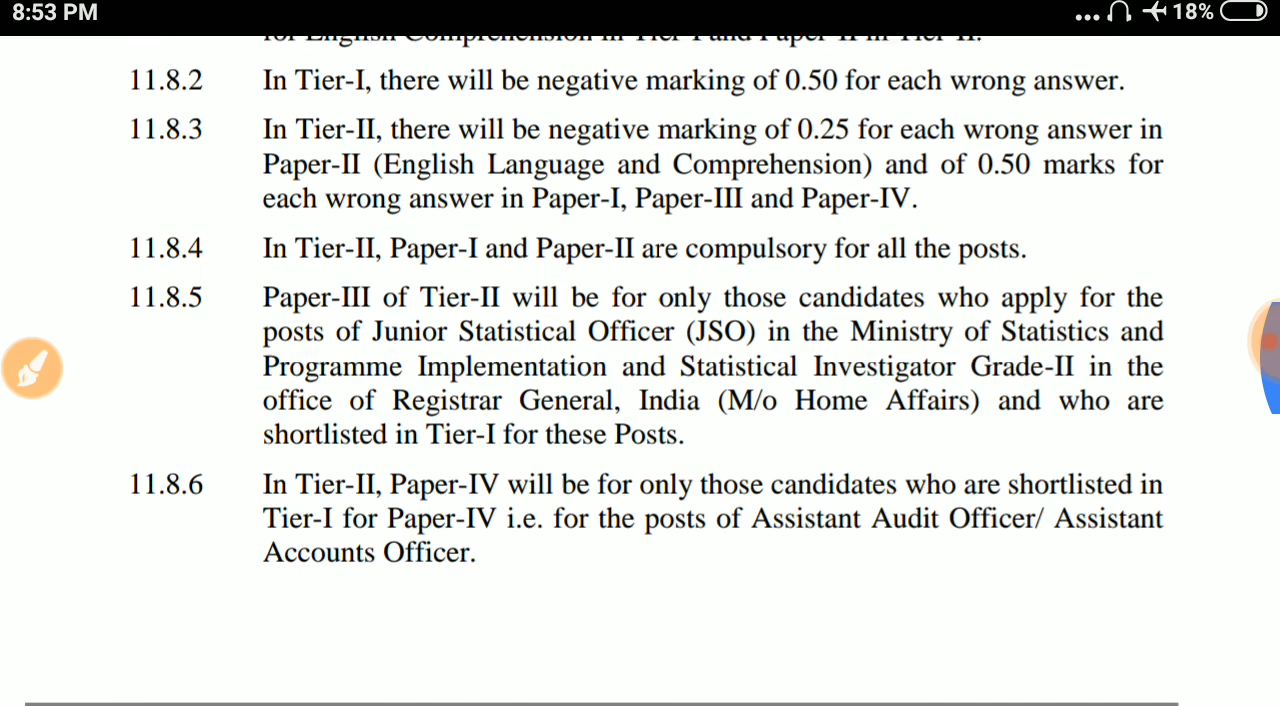 8:53 PM
18%
11.8.2 In Tier-I, there will be negative marking of 0.50 for each wrong answer.
11.8.3 In Tier-II, there will be negative marking of 0.25 for each wrong answer in
Paper-II (English Language and Comprehension) and of 0.50 marks for
each wrong answer in Paper-I, Paper-III and Paper-IV.
11.8.4 In Tier-II, Paper-I and Paper-II are compulsory for all the posts.
11.8.5 Paper-III of Tier-II will be for only those candidates who apply for the
posts of Junior Statistical Officer (JSO) in the Ministry of Statistics and
Programme Implementation and Statistical Investigator Grade-II in the
office of Registrar General, India (M/o Home Affairs) and who are
shortlisted in Tier-I for these Posts.
11.8.6 In Tier-II, Paper-IV will be for only those candidates who are shortlisted in
Tier-I for Paper-IV i.e. for the posts of Assistant Audit Officer/ Assistant
Accounts Officer.